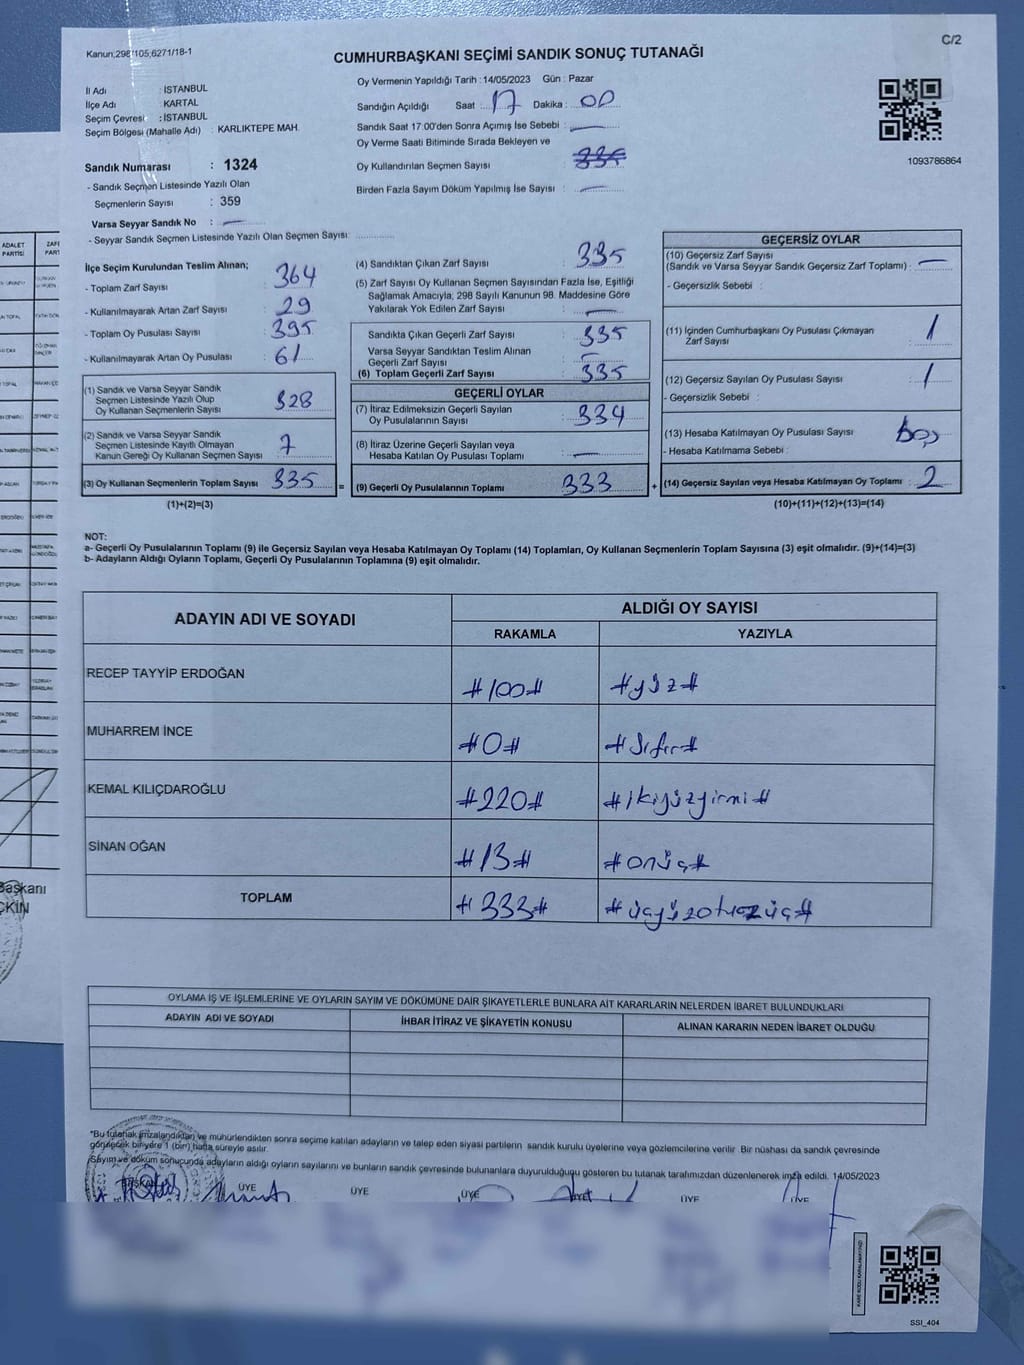 Kanun;298/105,6271/18-1
C/2
CUMHURBAŞKANI SEÇİMİ SANDIK SONUÇ TUTANAĞI
İl Adı : İSTANBUL
İlçe Adı : KARTAL
Seçim Çevresi : İSTANBUL
Seçim Bölgesi (Mahalle Adı) : KARLIKTEPE MAH.
Sandık Numarası : 1324
- Sandık Seçmen Listesinde Yazılı Olan
Seçmenlerin Sayısı : 359
Varsa Seyyar Sandık No : —
- Seyyar Sandık Seçmen Listesinde Yazılı Olan Seçmen Sayısı:
Oy Vermenin Yapıldığı Tarih : 14/05/2023 Gün : Pazar
Sandığın Açıldığı Saat : 17 Dakika : 00
Sandık Saat 17:00'den Sonra Açımış İse Sebebi : —
Oy Verme Saati Bitiminde Sırada Bekleyen ve
Oy Kullandırılan Seçmen Sayısı :
Birden Fazla Sayım Döküm Yapılmış İse Sayısı : —
1093786864
İlçe Seçim Kurulundan Teslim Alınan;
- Toplam Zarf Sayısı : 364
- Kullanılmayarak Artan Zarf Sayısı : 29
- Toplam Oy Pusulası Sayısı : 395
- Kullanılmayarak Artan Oy Pusulası : 61
(1) Sandık ve Varsa Seyyar Sandık
Seçmen Listesinde Yazılı Olup
Oy Kullanan Seçmenlerin Sayısı : 328
(2) Sandık ve Varsa Seyyar Sandık
Seçmen Listesinde Kayıtlı Olmayan
Kanun Gereği Oy Kullanan Seçmen Sayısı : 7
(3) Oy Kullanan Seçmenlerin Toplam Sayısı : 335
(1)+(2)=(3)
(4) Sandıktan Çıkan Zarf Sayısı : 335
(5) Zarf Sayısı Oy Kullanan Seçmen Sayısından Fazla İse, Eşitliği
Sağlamak Amacıyla; 298 Sayılı Kanunun 98. Maddesine Göre
Yakılarak Yok Edilen Zarf Sayısı : —
Sandıkta Çıkan Geçerli Zarf Sayısı : 335
Varsa Seyyar Sandıktan Teslim Alınan
Geçerli Zarf Sayısı : —
(6) Toplam Geçerli Zarf Sayısı : 335
GEÇERLİ OYLAR
(7) İtiraz Edilmeksizin Geçerli Sayılan
Oy Pusulalarının Sayısı : 334
(8) İtiraz Üzerine Geçerli Sayılan veya
Hesaba Katılan Oy Pusulası Toplamı : —
= (9) Geçerli Oy Pusulalarının Toplamı : 333 +
GEÇERSİZ OYLAR
(10) Geçersiz Zarf Sayısı
(Sandık ve Varsa Seyyar Sandık Geçersiz Zarf Toplamı) : —
- Geçersizlik Sebebi :
(11) İçinden Cumhurbaşkanı Oy Pusulası Çıkmayan
Zarf Sayısı : 1
(12) Geçersiz Sayılan Oy Pusulası Sayısı : 1
- Geçersizlik Sebebi :
(13) Hesaba Katılmayan Oy Pusulası Sayısı : boş
- Hesaba Katılmama Sebebi :
(14) Geçersiz Sayılan veya Hesaba Katılmayan Oy Toplamı : 2
(10)+(11)+(12)+(13)=(14)
NOT:
a- Geçerli Oy Pusulalarının Toplamı (9) ile Geçersiz Sayılan veya Hesaba Katılmayan Oy Toplamı (14) Toplamları, Oy Kullanan Seçmenlerin Toplam Sayısına (3) eşit olmalıdır. (9)+(14)=(3)
b- Adayların Aldığı Oyların Toplamı, Geçerli Oy Pusulalarının Toplamına (9) eşit olmalıdır.
ADAYIN ADI VE SOYADI
ALDIĞI OY SAYISI
RAKAMLA YAZIYLA
RECEP TAYYİP ERDOĞAN #100# #yüz#
MUHARREM İNCE #0# #sıfır#
KEMAL KILIÇDAROĞLU #220# #ikiyüzyirmi#
SİNAN OĞAN #13# #onüç#
TOPLAM #333# #üçyüzotuzüç#
OYLAMA İŞ VE İŞLEMLERİNE VE OYLARIN SAYIM VE DÖKÜMÜNE DAİR ŞİKAYETLERLE BUNLARA AİT KARARLARIN NELERDEN İBARET BULUNDUKLARI
ADAYIN ADI VE SOYADI İHBAR İTİRAZ VE ŞİKAYETİN KONUSU ALINAN KARARIN NEDEN İBARET OLDUĞU
*Bu tutanak imzalandıktan ve mühürlendikten sonra seçime katılan adayların ve talep eden siyasi partilerin sandık kurulu üyelerine veya gözlemcilerine verilir. Bir nüshası da sandık çevresinde
görülecek bir yere 1 (bir) hafta süreyle asılır.
Sayım ve döküm sonucunda adayların aldığı oyların sayılarını ve bunların sandık çevresinde bulunanlara duyurulduğunu gösteren bu tutanak tarafımızdan düzenlenerek imza edildi. 14/05/2023
BAŞKAN ÜYE ÜYE ÜYE ÜYE ÜYE
KARE KODU KARALAMAYINIZ!
SSI_404
ADALET
PARTİSİ
Başkanı